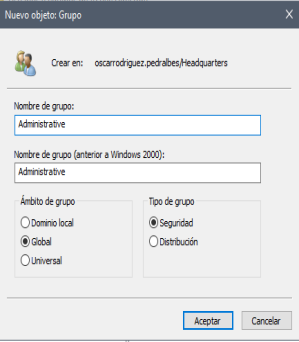 Nuevo objeto: Grupo X
Crear en: oscarrodriguez.pedralbes/Headquarters
Nombre de grupo:
Administrative
Nombre de grupo (anterior a Windows 2000):
Administrative
Ámbito de grupo
Tipo de grupo
Dominio local
Seguridad
Global
Distribución
Universal
Aceptar
Cancelar